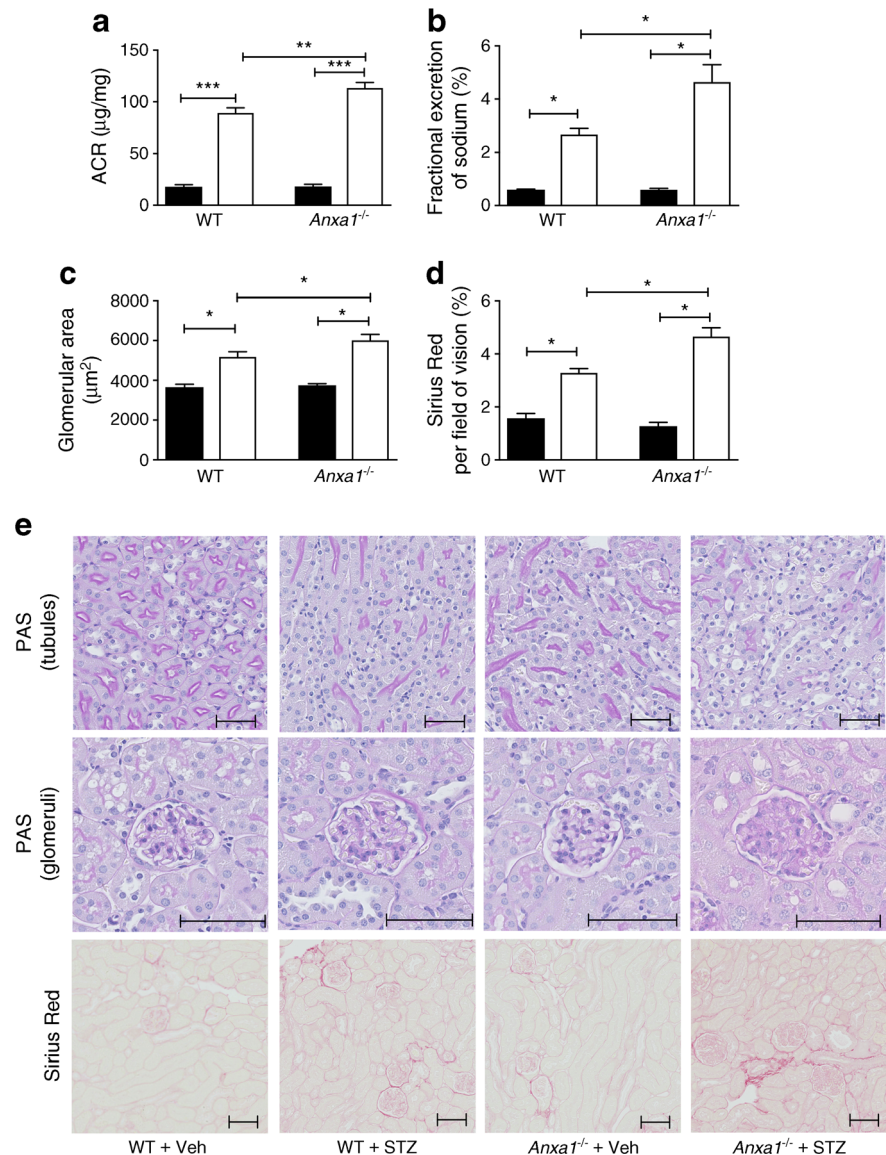 a
ACR (µg/mg)
150
100
50
0
***
**
***
WT
Anxa1-/-
b
Fractional excretion
of sodium (%)
6
4
2
0
*
*
*
WT
Anxa1-/-
c
Glomerular area
(µm2)
8000
6000
4000
2000
0
*
*
*
WT
Anxa1-/-
d
Sirius Red
per field of vision (%)
6
4
2
0
*
*
*
WT
Anxa1-/-
e
PAS
(tubules)
PAS
(glomeruli)
Sirius Red
WT + Veh
WT + STZ
Anxa1-/- + Veh
Anxa1-/- + STZ